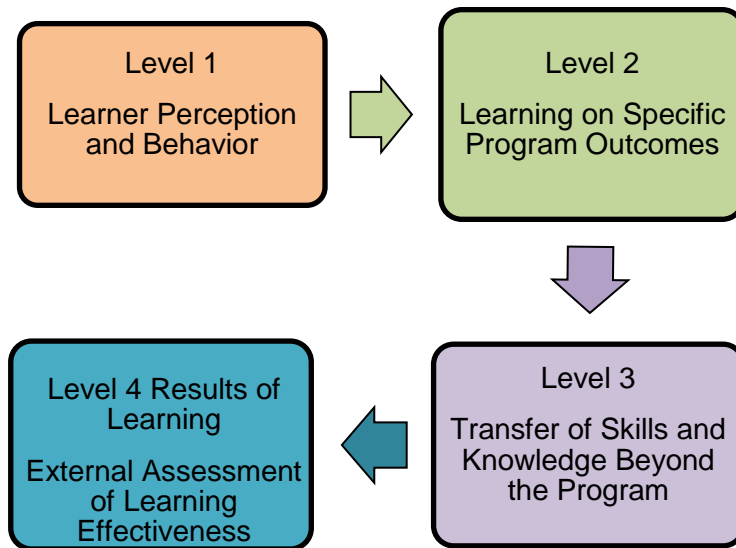 Level 1
Learner Perception
and Behavior
Level 2
Learning on Specific
Program Outcomes
Level 3
Transfer of Skills and
Knowledge Beyond
the Program
Level 4 Results of
Learning
External Assessment
of Learning
Effectiveness